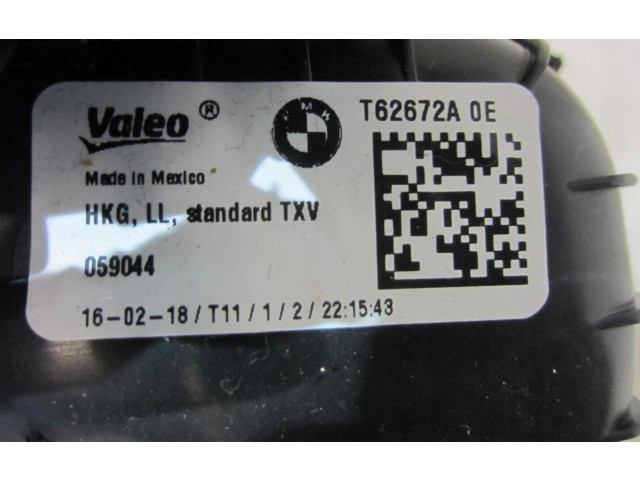 Valeo ® BMW T62672A 0E
Made in Mexico
HKG, LL, standard TXV
059044
16-02-18 / T11 / 1 / 2 / 22:15:43